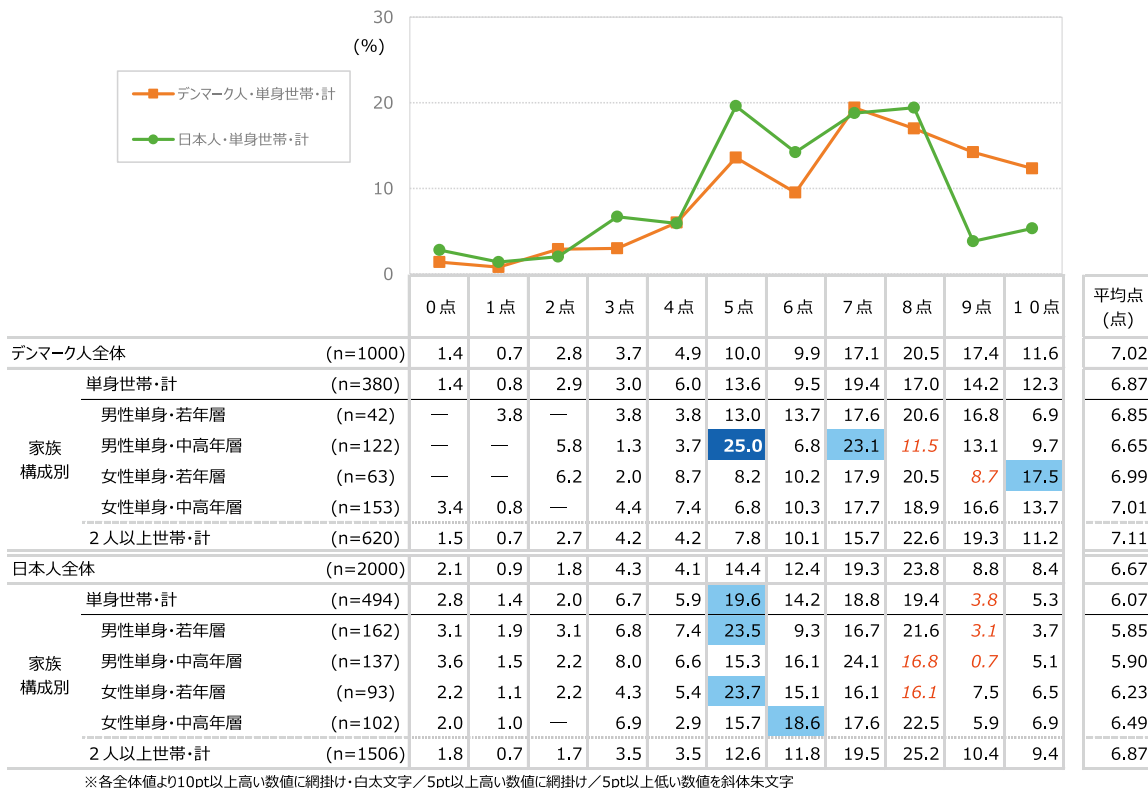 30
(%)
デンマーク人・単身世帯・計
20
日本人・単身世帯・計
10
0
0点 1点 2点 3点 4点 5点 6点 7点 8点 9点 10点 平均点(点)
デンマーク人全体 (n=1000) 1.4 0.7 2.8 3.7 4.9 10.0 9.9 17.1 20.5 17.4 11.6 7.02
単身世帯・計 (n=380) 1.4 0.8 2.9 3.0 6.0 13.6 9.5 19.4 17.0 14.2 12.3 6.87
家族構成別
男性単身・若年層 (n=42) — 3.8 — 3.8 3.8 13.0 13.7 17.6 20.6 16.8 6.9 6.85
男性単身・中高年層 (n=122) — — 5.8 1.3 3.7 25.0 6.8 23.1 11.5 13.1 9.7 6.65
女性単身・若年層 (n=63) — — 6.2 2.0 8.7 8.2 10.2 17.9 20.5 8.7 17.5 6.99
女性単身・中高年層 (n=153) 3.4 0.8 — 4.4 7.4 6.8 10.3 17.7 18.9 16.6 13.7 7.01
2人以上世帯・計 (n=620) 1.5 0.7 2.7 4.2 4.2 7.8 10.1 15.7 22.6 19.3 11.2 7.11
日本人全体 (n=2000) 2.1 0.9 1.8 4.3 4.1 14.4 12.4 19.3 23.8 8.8 8.4 6.67
単身世帯・計 (n=494) 2.8 1.4 2.0 6.7 5.9 19.6 14.2 18.8 19.4 3.8 5.3 6.07
家族構成別
男性単身・若年層 (n=162) 3.1 1.9 3.1 6.8 7.4 23.5 9.3 16.7 21.6 3.1 3.7 5.85
男性単身・中高年層 (n=137) 3.6 1.5 2.2 8.0 6.6 15.3 16.1 24.1 16.8 0.7 5.1 5.90
女性単身・若年層 (n=93) 2.2 1.1 2.2 4.3 5.4 23.7 15.1 16.1 16.1 7.5 6.5 6.23
女性単身・中高年層 (n=102) 2.0 1.0 — 6.9 2.9 15.7 18.6 17.6 22.5 5.9 6.9 6.49
2人以上世帯・計 (n=1506) 1.8 0.7 1.7 3.5 3.5 12.6 11.8 19.5 25.2 10.4 9.4 6.87
※各全体値より10pt以上高い数値に網掛け・白太文字／5pt以上高い数値に網掛け／5pt以上低い数値を斜体朱文字